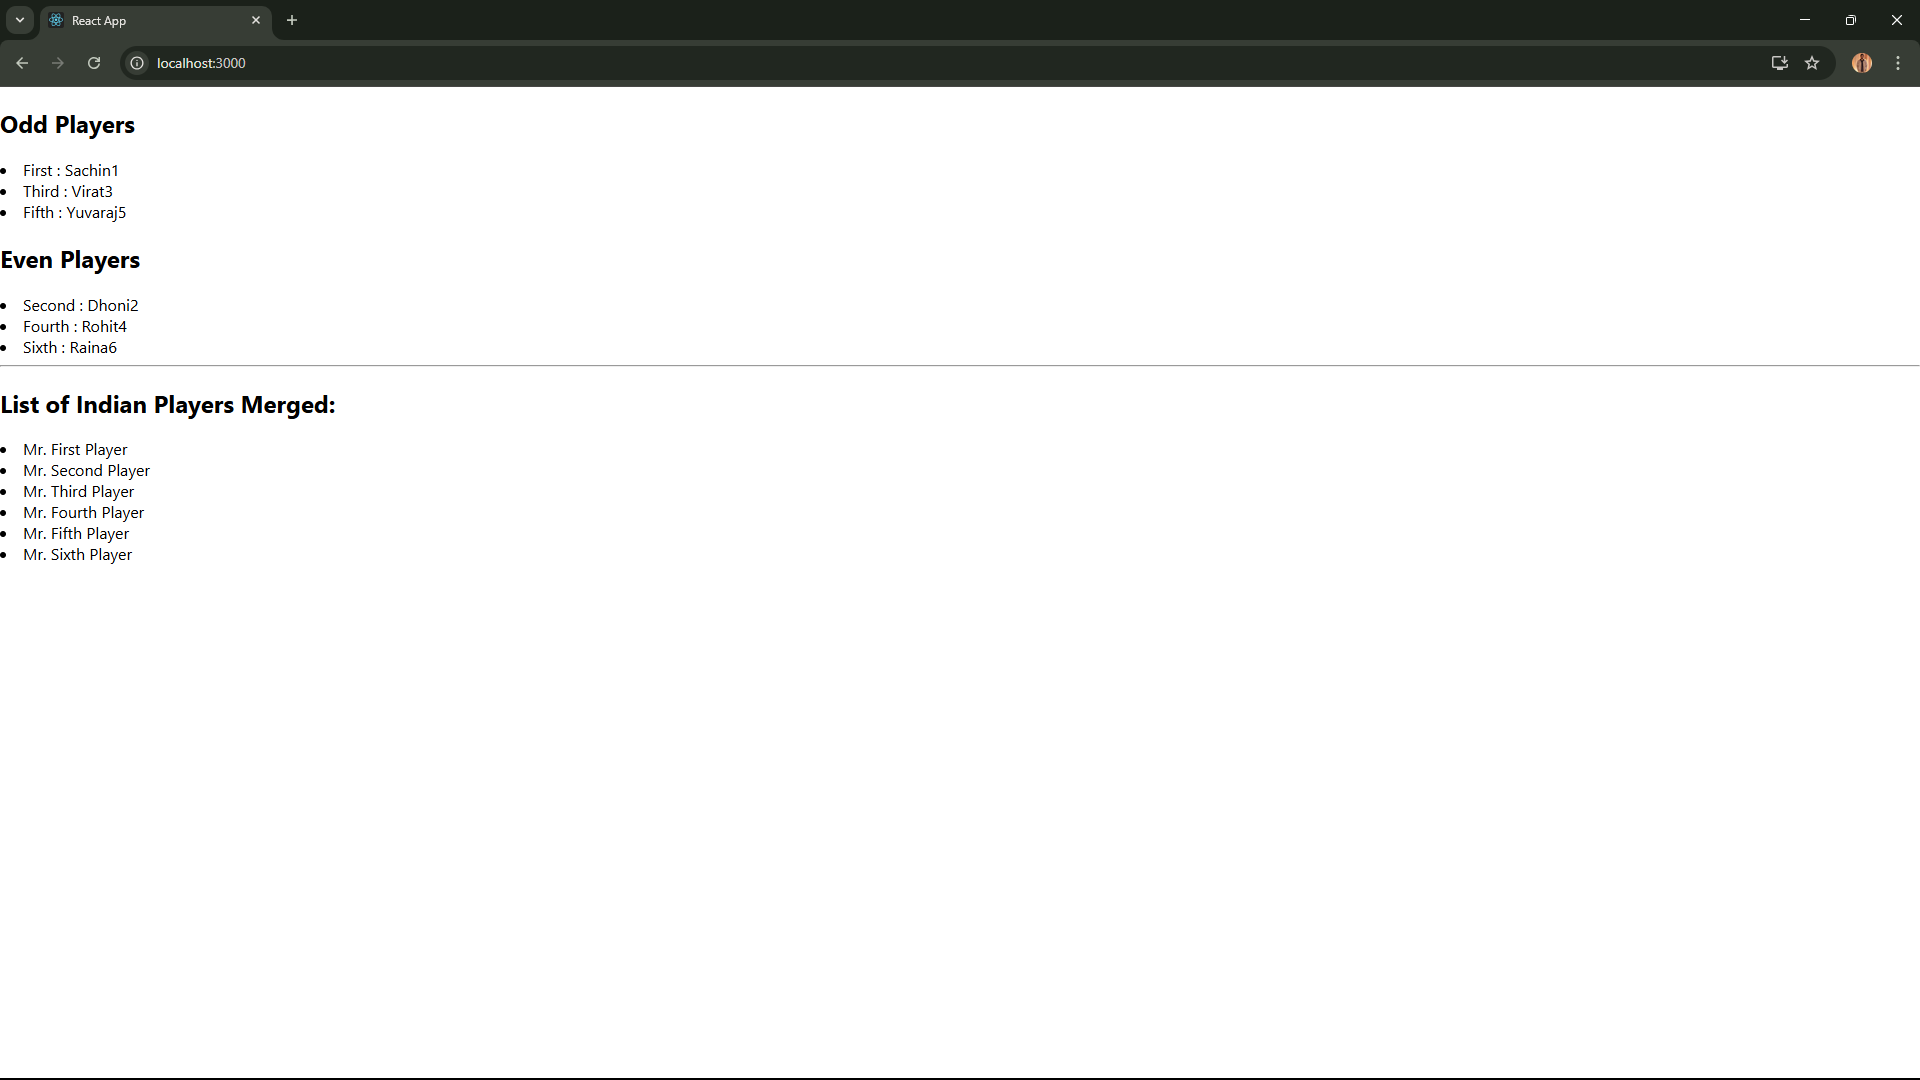 React App
localhost:3000
Odd Players
First : Sachin1
Third : Virat3
Fifth : Yuvaraj5
Even Players
Second : Dhoni2
Fourth : Rohit4
Sixth : Raina6
List of Indian Players Merged:
Mr. First Player
Mr. Second Player
Mr. Third Player
Mr. Fourth Player
Mr. Fifth Player
Mr. Sixth Player